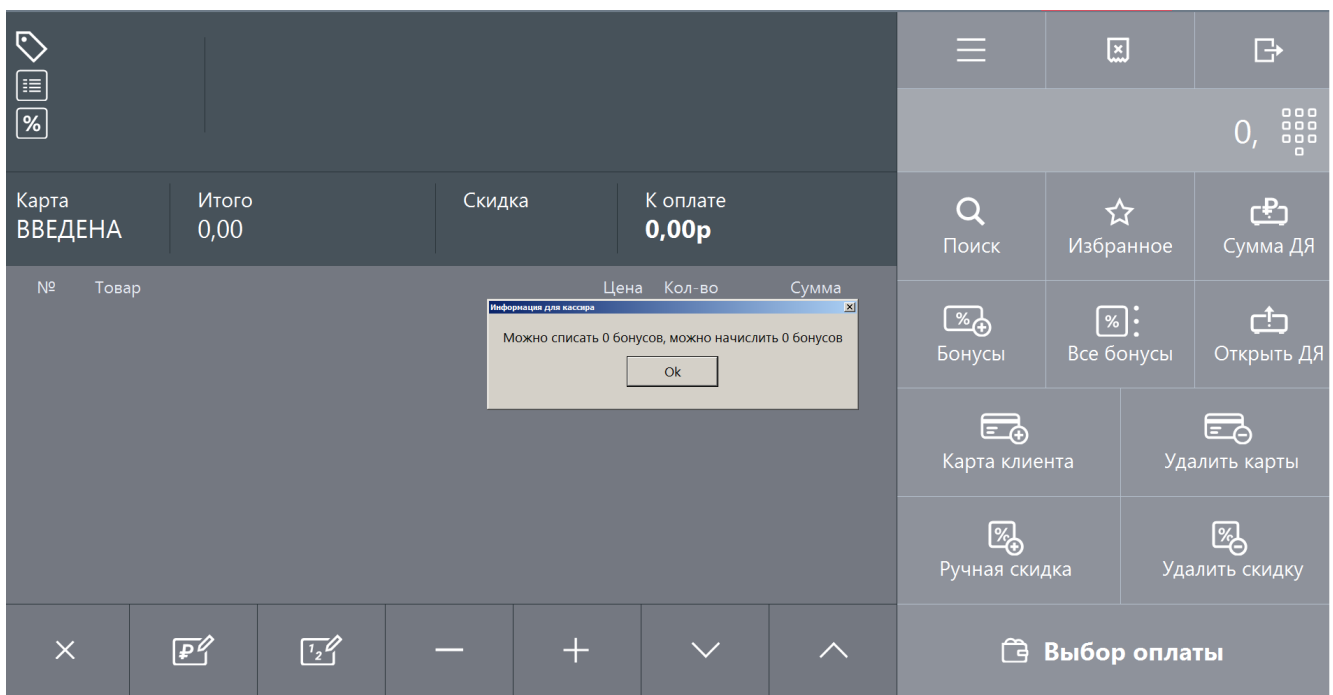 0,
Карта Итого Скидка К оплате
ВВЕДЕНА 0,00 0,00р
Поиск Избранное Сумма ДЯ
№ Товар Цена Кол-во Сумма
Информация для кассира
Можно списать 0 бонусов, можно начислить 0 бонусов
Ok
Бонусы Все бонусы Открыть ДЯ
Карта клиента Удалить карты
Ручная скидка Удалить скидку
Выбор оплаты